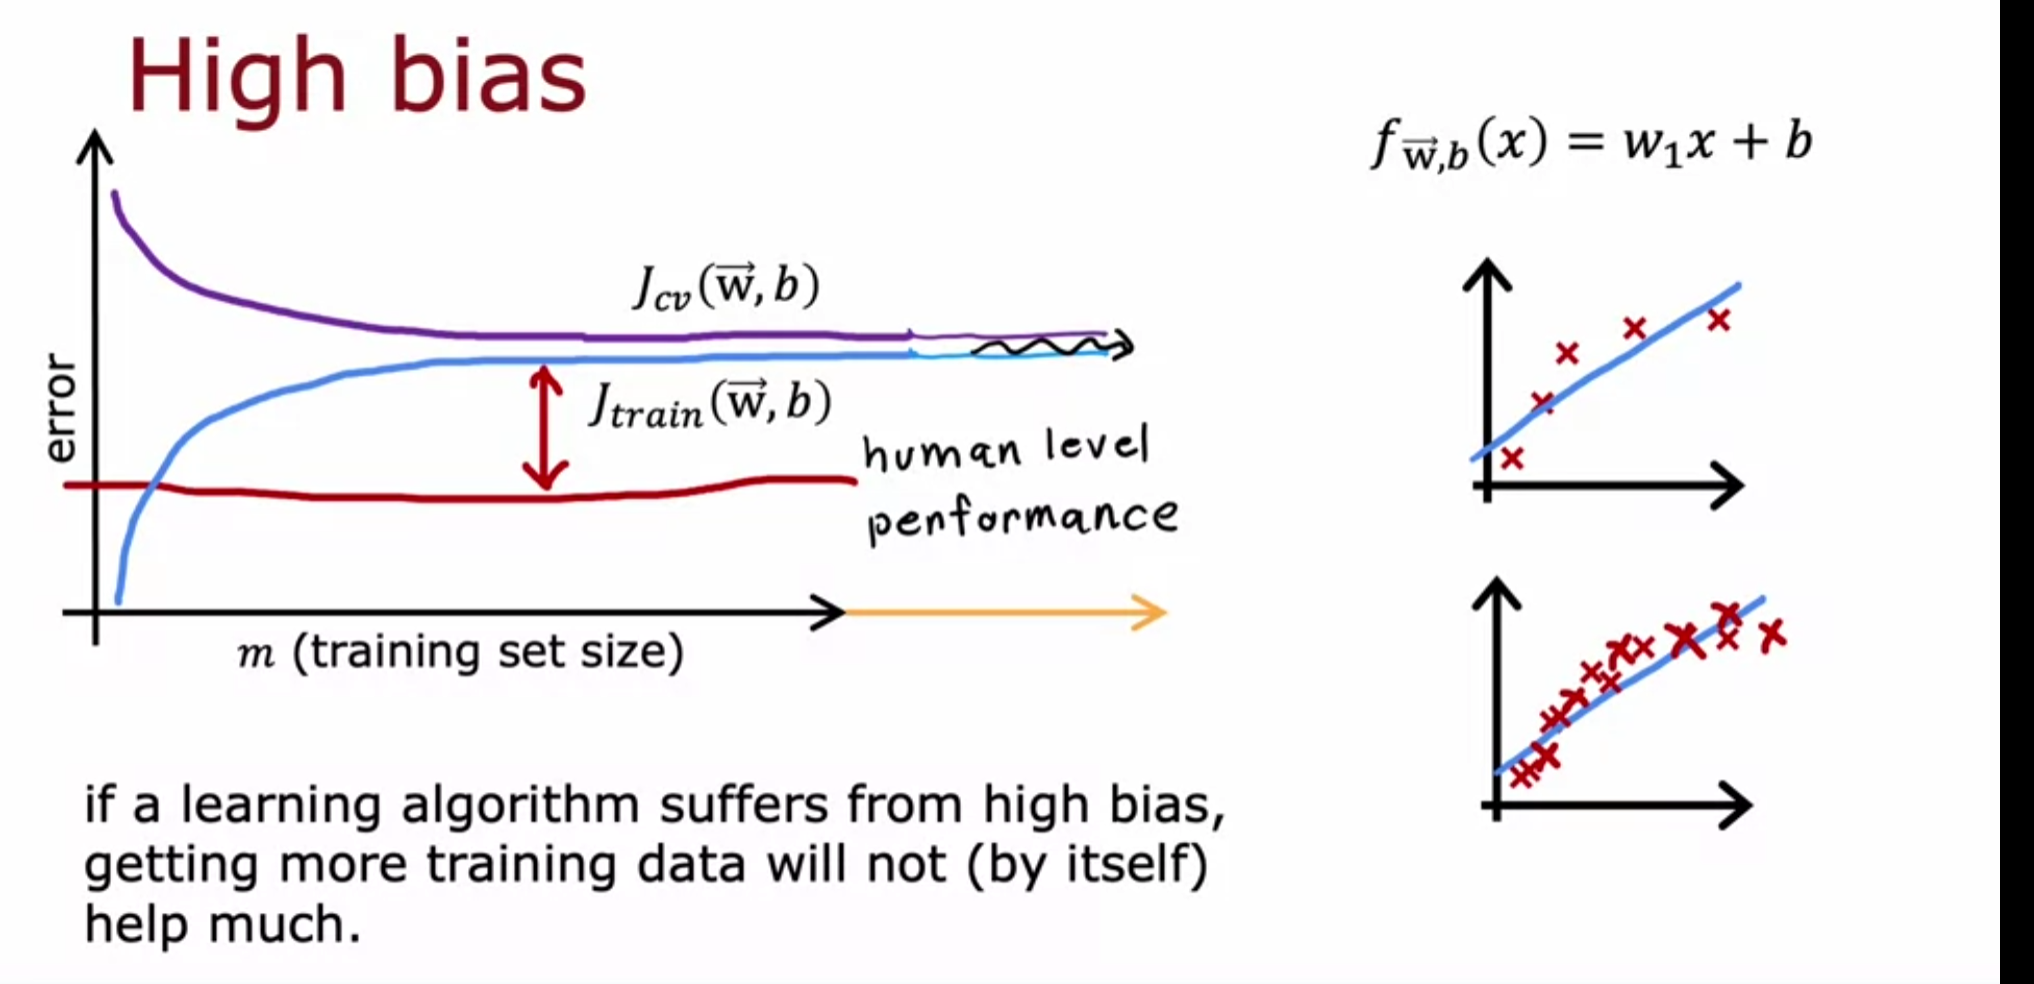 High bias
f_{\vec{w},b}(x) = w_1x + b
J_{cv}(\vec{w}, b)
J_{train}(\vec{w}, b)
error
human level
performance
m (training set size)
if a learning algorithm suffers from high bias,
getting more training data will not (by itself)
help much.